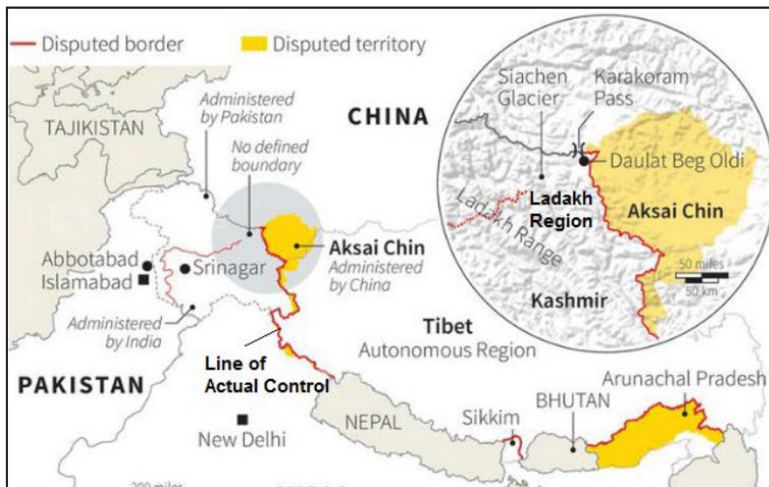 Disputed border
Disputed territory
TAJIKISTAN
Administered
by Pakistan
No defined
boundary
CHINA
Siachen
Glacier
Karakoram
Pass
Daulat Beg Oldi
Ladakh
Region
Ladakh Range
Aksai Chin
50 miles
50 km
Kashmir
Abbotabad
Islamabad
Srinagar
Aksai Chin
Administered
by China
Administered
by India
Tibet
Autonomous Region
Line of
Actual Control
PAKISTAN
New Delhi
NEPAL
Sikkim
BHUTAN
Arunachal Pradesh
200 miles